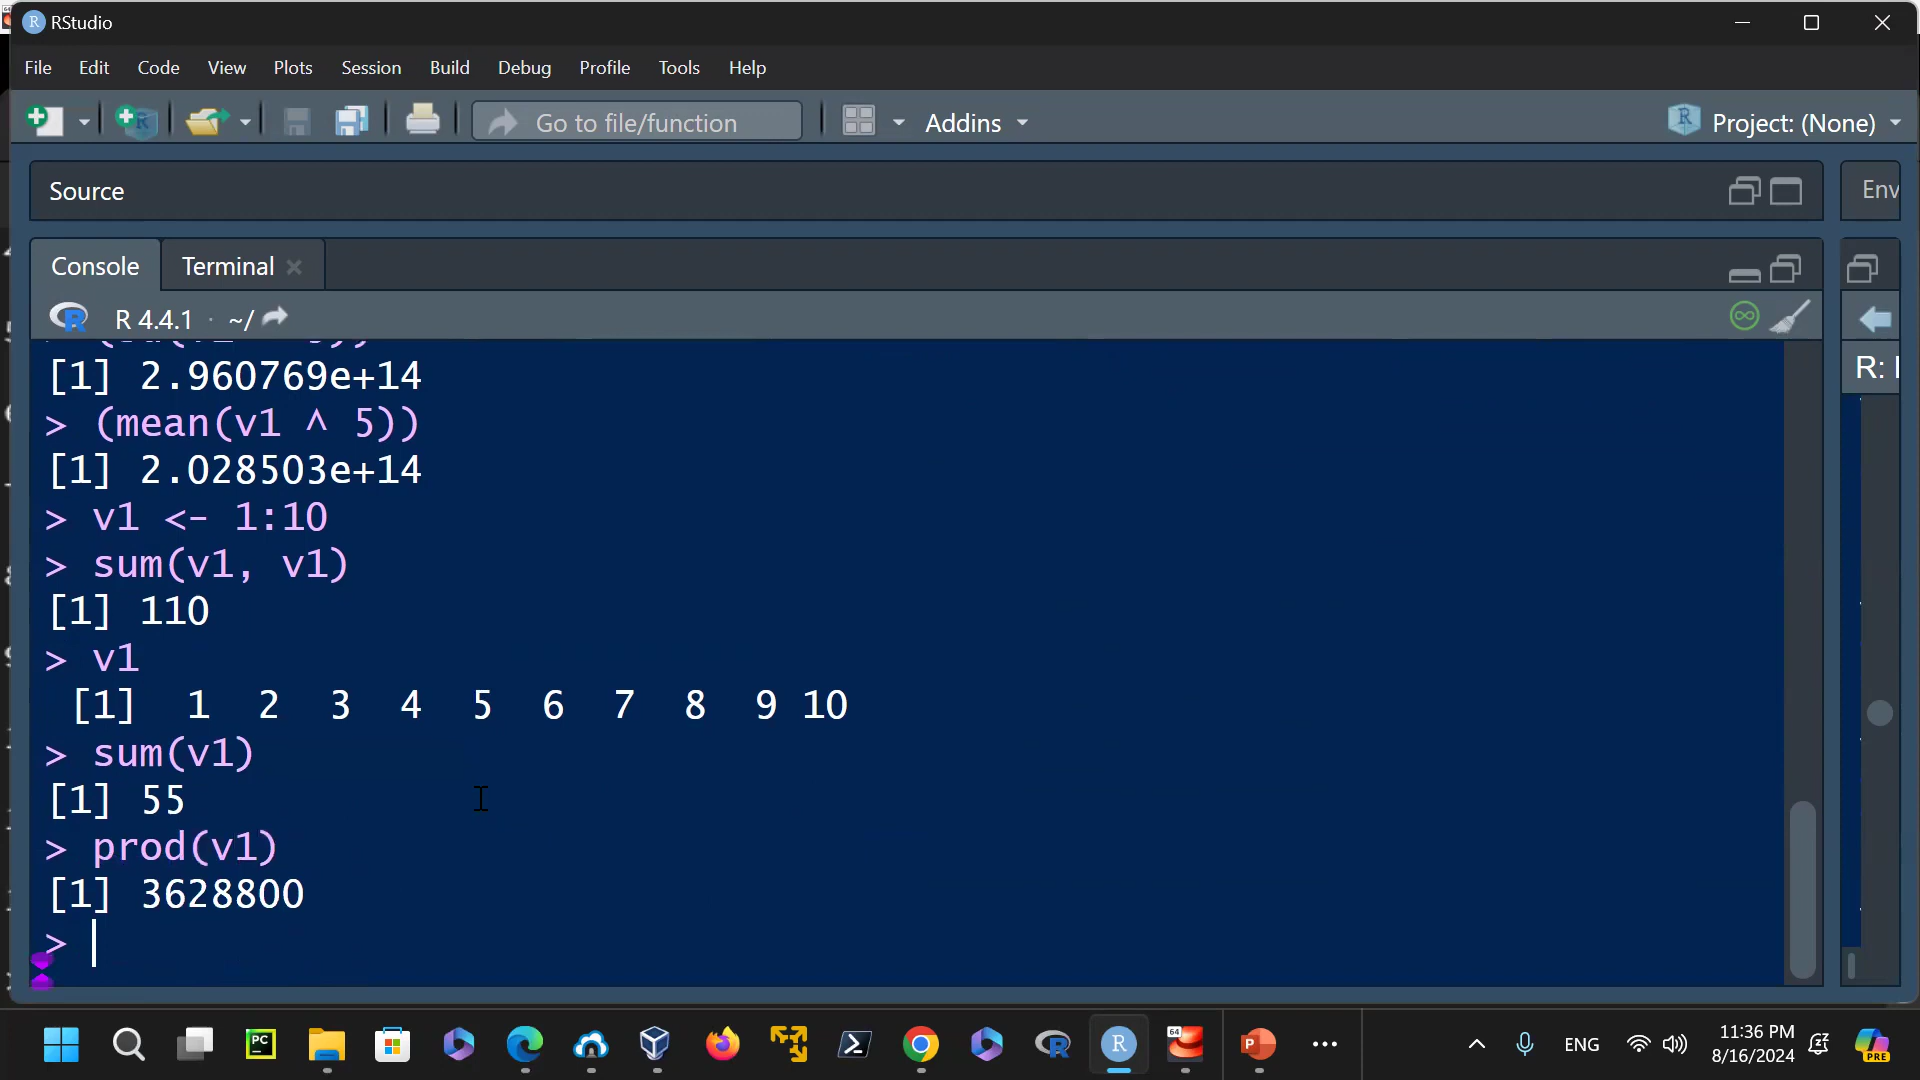 RStudio
File Edit Code View Plots Session Build Debug Profile Tools Help
Go to file/function Addins Project: (None)
Source Env
Console Terminal
R 4.4.1 · ~/
R:
[1] 2.960769e+14
> (mean(v1 ^ 5))
[1] 2.028503e+14
> v1 <- 1:10
> sum(v1, v1)
[1] 110
> v1
[1] 1 2 3 4 5 6 7 8 9 10
> sum(v1)
[1] 55
> prod(v1)
[1] 3628800
>
ENG 11:36 PM
8/16/2024